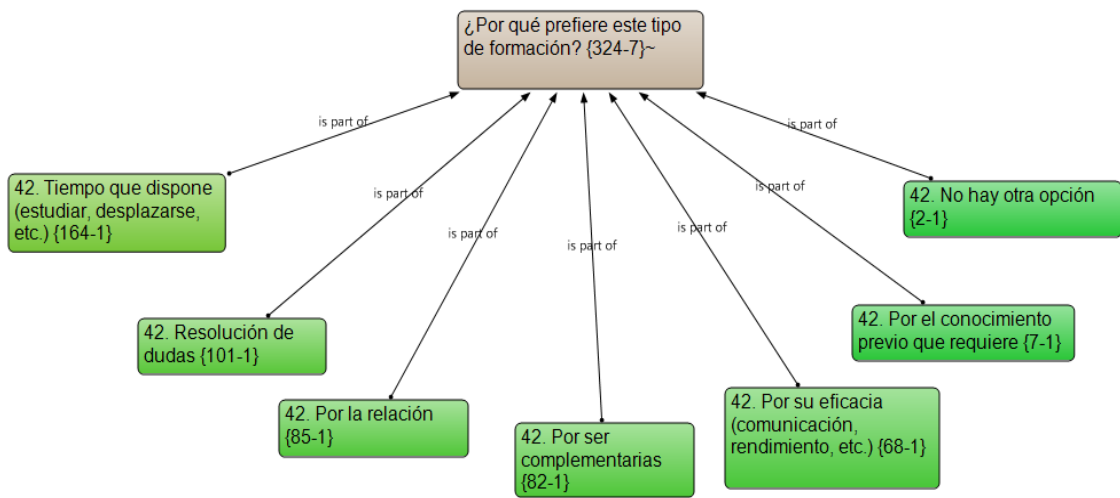 ¿Por qué prefiere este tipo
de formación? {324-7}~
is part of
is part of
is part of
is part of
is part of
is part of
is part of
42. Tiempo que dispone
(estudiar, desplazarse,
etc.) {164-1}
42. No hay otra opción
{2-1}
42. Resolución de
dudas {101-1}
42. Por el conocimiento
previo que requiere {7-1}
42. Por la relación
{85-1}
42. Por su eficacia
(comunicación,
rendimiento, etc.) {68-1}
42. Por ser
complementarias
{82-1}